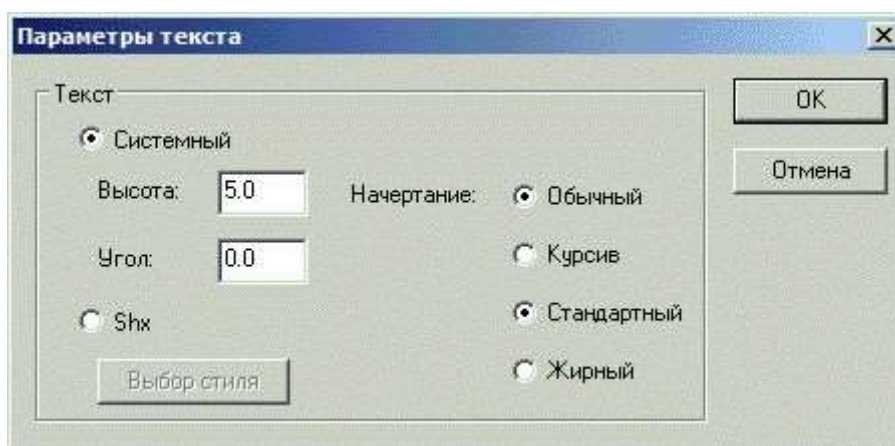 Параметры текста
Текст
OK
Системный
Высота: 5.0 Начертание: Обычный
Отмена
Угол: 0.0 Курсив
Shx Стандартный
Выбор стиля Жирный